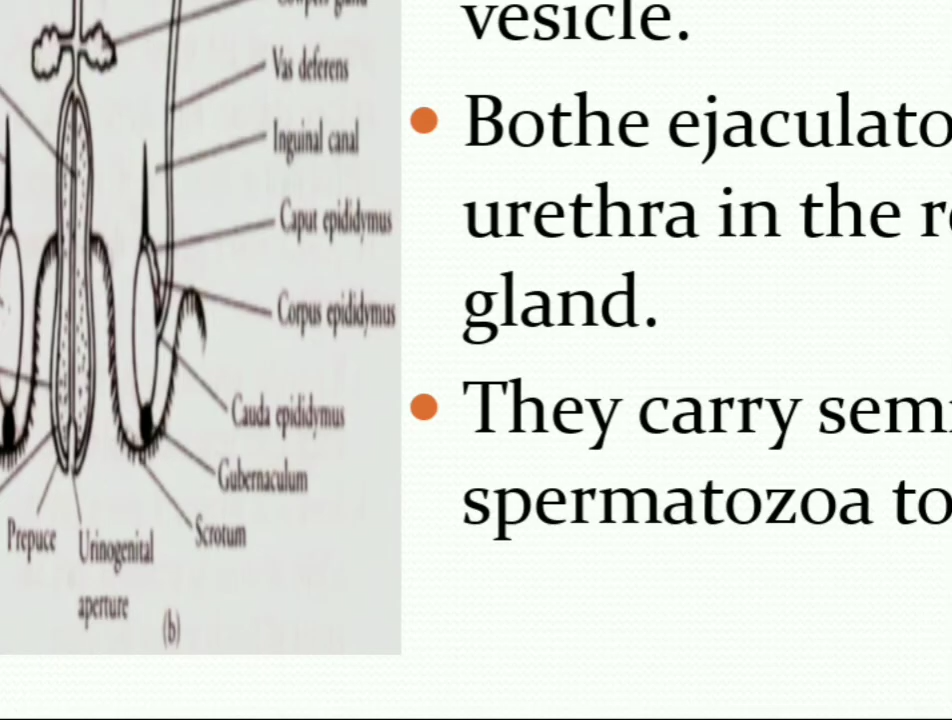 Vas deferens
Inguinal canal
Caput epididymus
Corpus epididymus
Cauda epididymus
Gubernaculum
Scrotum
Prepuce
Urinogenital
aperture
(b)
vesicle.
Bothe ejaculato
urethra in the r
gland.
They carry sem
spermatozoa to